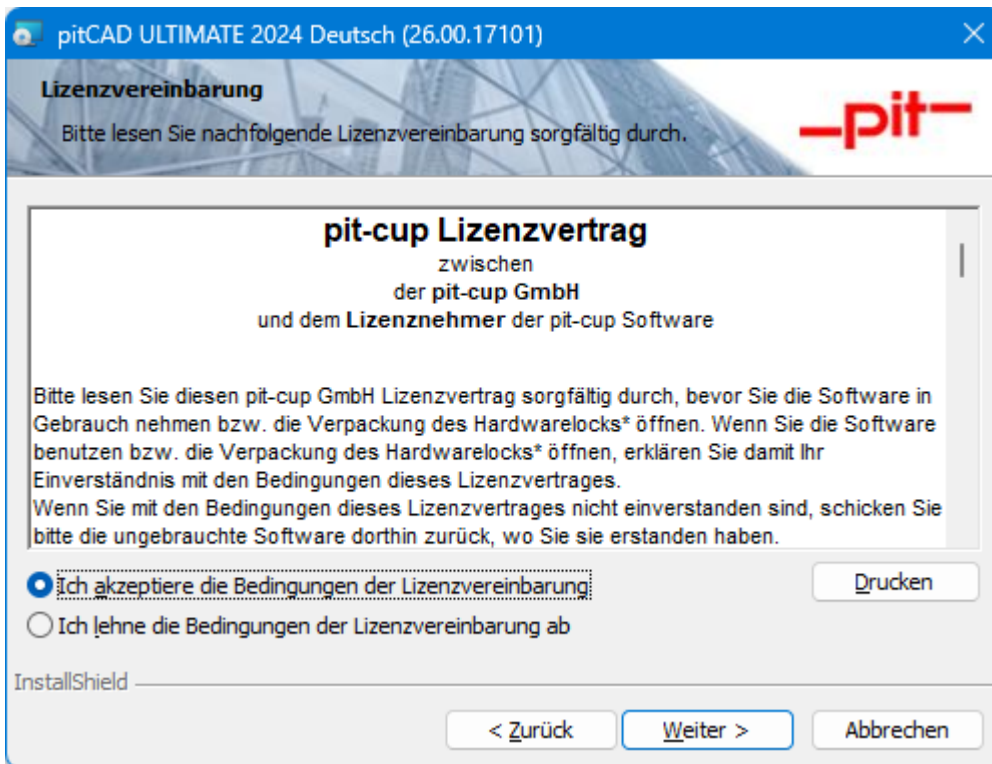 pitCAD ULTIMATE 2024 Deutsch (26.00.17101)
Lizenzvereinbarung
Bitte lesen Sie nachfolgende Lizenzvereinbarung sorgfältig durch.
pit
pit-cup Lizenzvertrag
zwischen
der pit-cup GmbH
und dem Lizenznehmer der pit-cup Software
Bitte lesen Sie diesen pit-cup GmbH Lizenzvertrag sorgfältig durch, bevor Sie die Software in
Gebrauch nehmen bzw. die Verpackung des Hardwarelocks* öffnen. Wenn Sie die Software
benutzen bzw. die Verpackung des Hardwarelocks* öffnen, erklären Sie damit Ihr
Einverständnis mit den Bedingungen dieses Lizenzvertrages.
Wenn Sie mit den Bedingungen dieses Lizenzvertrages nicht einverstanden sind, schicken Sie
bitte die ungebrauchte Software dorthin zurück, wo Sie sie erstanden haben.
Ich akzeptiere die Bedingungen der Lizenzvereinbarung
Drucken
Ich lehne die Bedingungen der Lizenzvereinbarung ab
InstallShield
< Zurück
Weiter >
Abbrechen